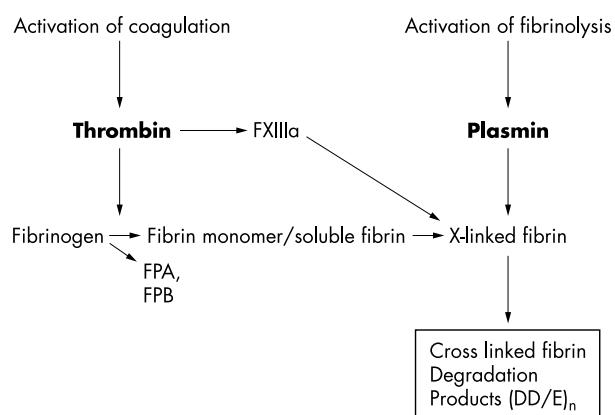 Activation of coagulation
Activation of fibrinolysis
Thrombin
FXIIIa
Plasmin
Fibrinogen
Fibrin monomer/soluble fibrin
X-linked fibrin
FPA,
FPB
Cross linked fibrin
Degradation
Products (DD/E)n